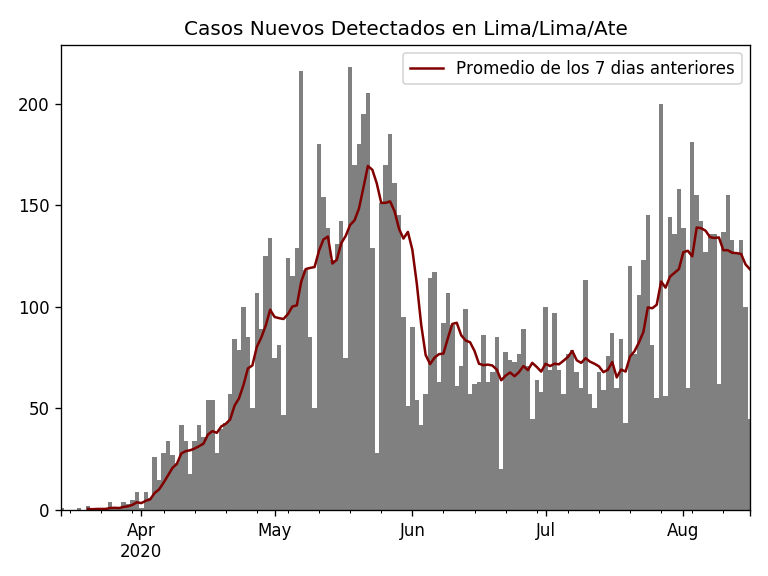 Casos Nuevos Detectados en Lima/Lima/Ate
Promedio de los 7 dias anteriores
200
150
100
50
0
Apr
2020
May
Jun
Jul
Aug